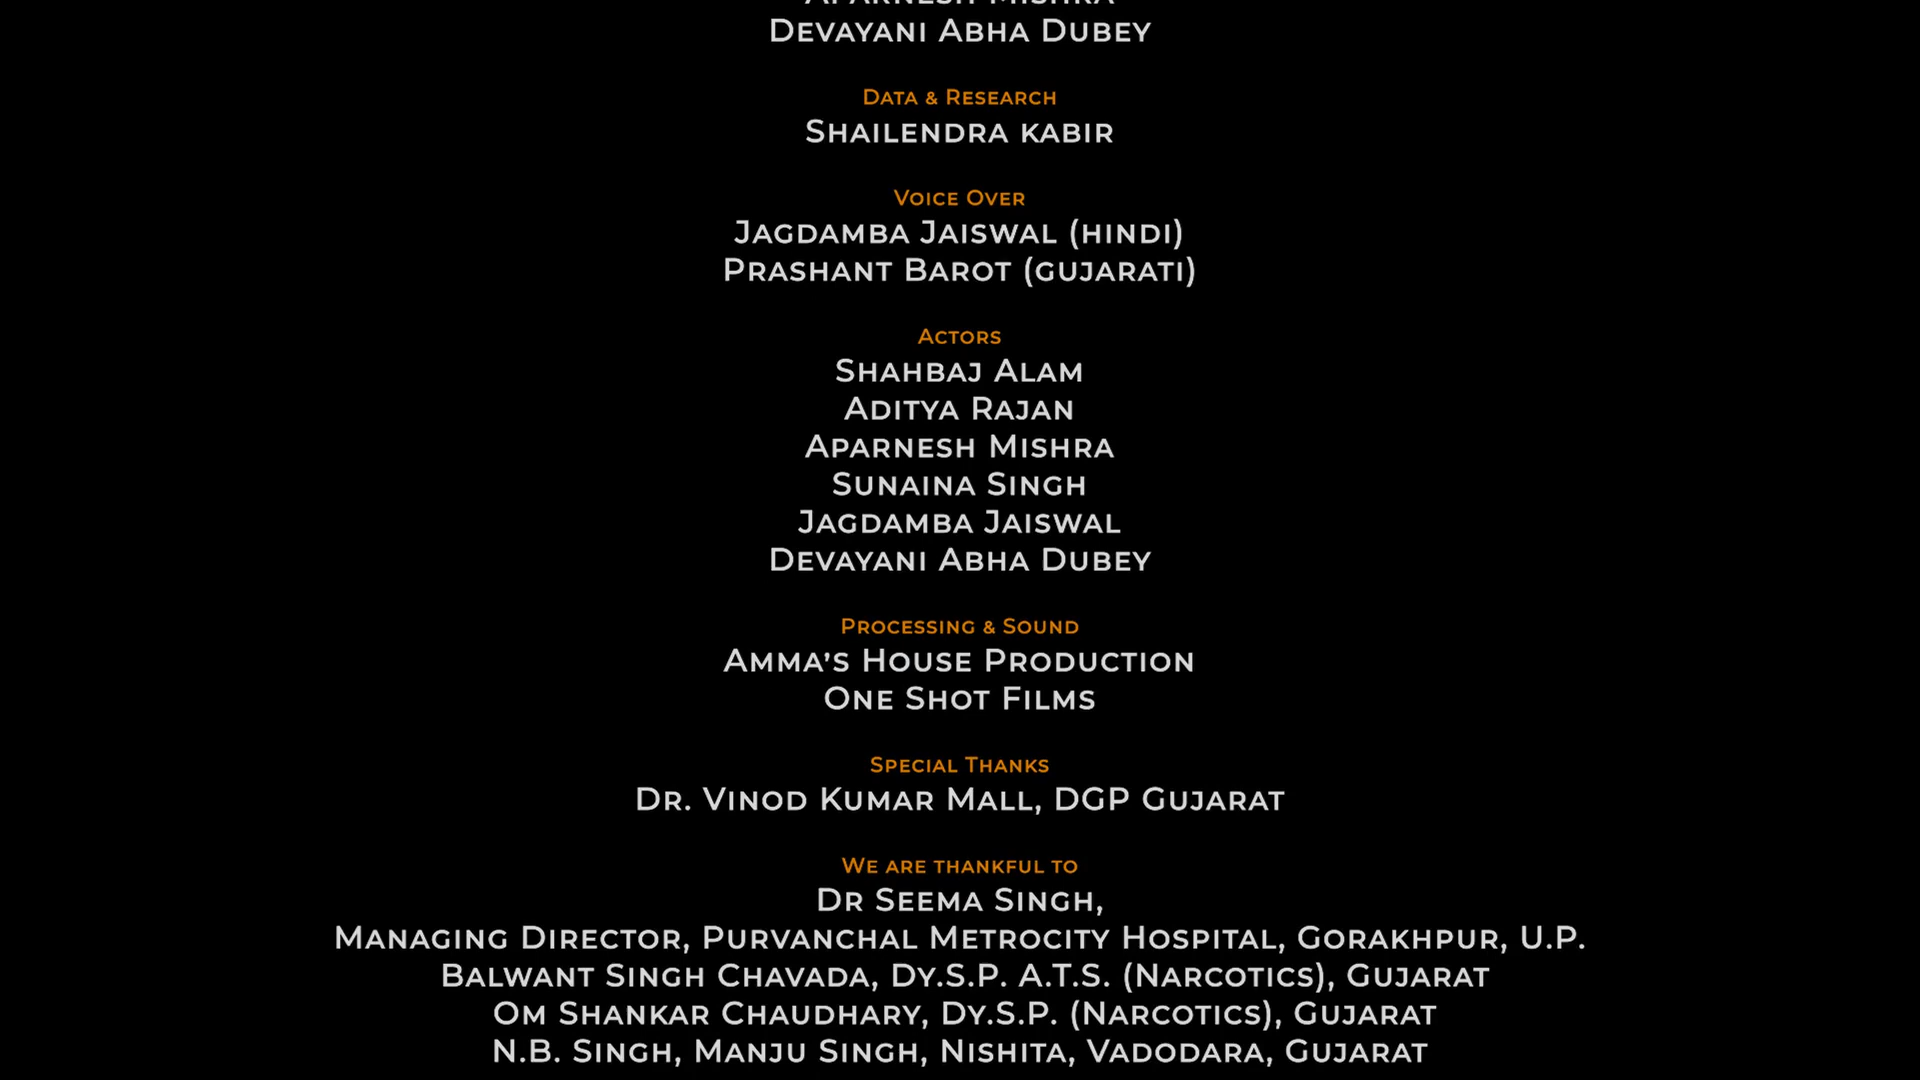 Aparnesh Mishra
Devayani Abha Dubey
Data & Research
Shailendra kabir
Voice Over
Jagdamba Jaiswal (hindi)
Prashant Barot (gujarati)
Actors
Shahbaj Alam
Aditya Rajan
Aparnesh Mishra
Sunaina Singh
Jagdamba Jaiswal
Devayani Abha Dubey
Processing & Sound
Amma's House Production
One Shot Films
Special Thanks
Dr. Vinod Kumar Mall, DGP Gujarat
We are thankful to
Dr Seema Singh,
Managing Director, Purvanchal Metrocity Hospital, Gorakhpur, U.P.
Balwant Singh Chavada, Dy.S.P. A.T.S. (Narcotics), Gujarat
Om Shankar Chaudhary, Dy.S.P. (Narcotics), Gujarat
N.B. Singh, Manju Singh, Nishita, Vadodara, Gujarat